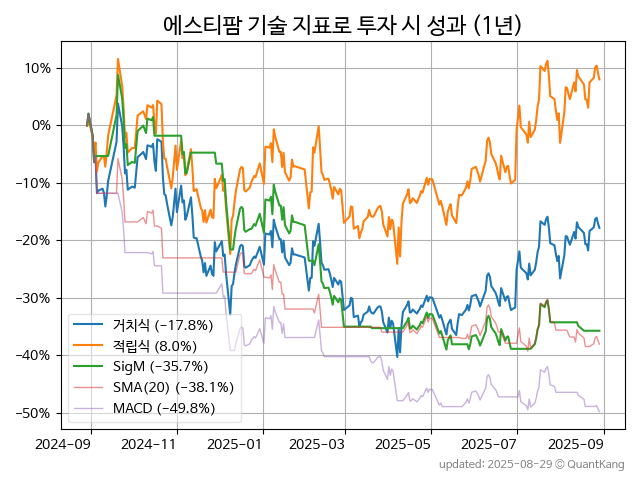 에스티팜 기술 지표로 투자 시 성과 (1년)
10%
0%
−10%
−20%
−30%
−40%
−50%
거치식 (−17.8%)
적립식 (8.0%)
SigM (−35.7%)
SMA(20) (−38.1%)
MACD (−49.8%)
2024-09 2024-11 2025-01 2025-03 2025-05 2025-07 2025-09
updated: 2025-08-29 © QuantKang